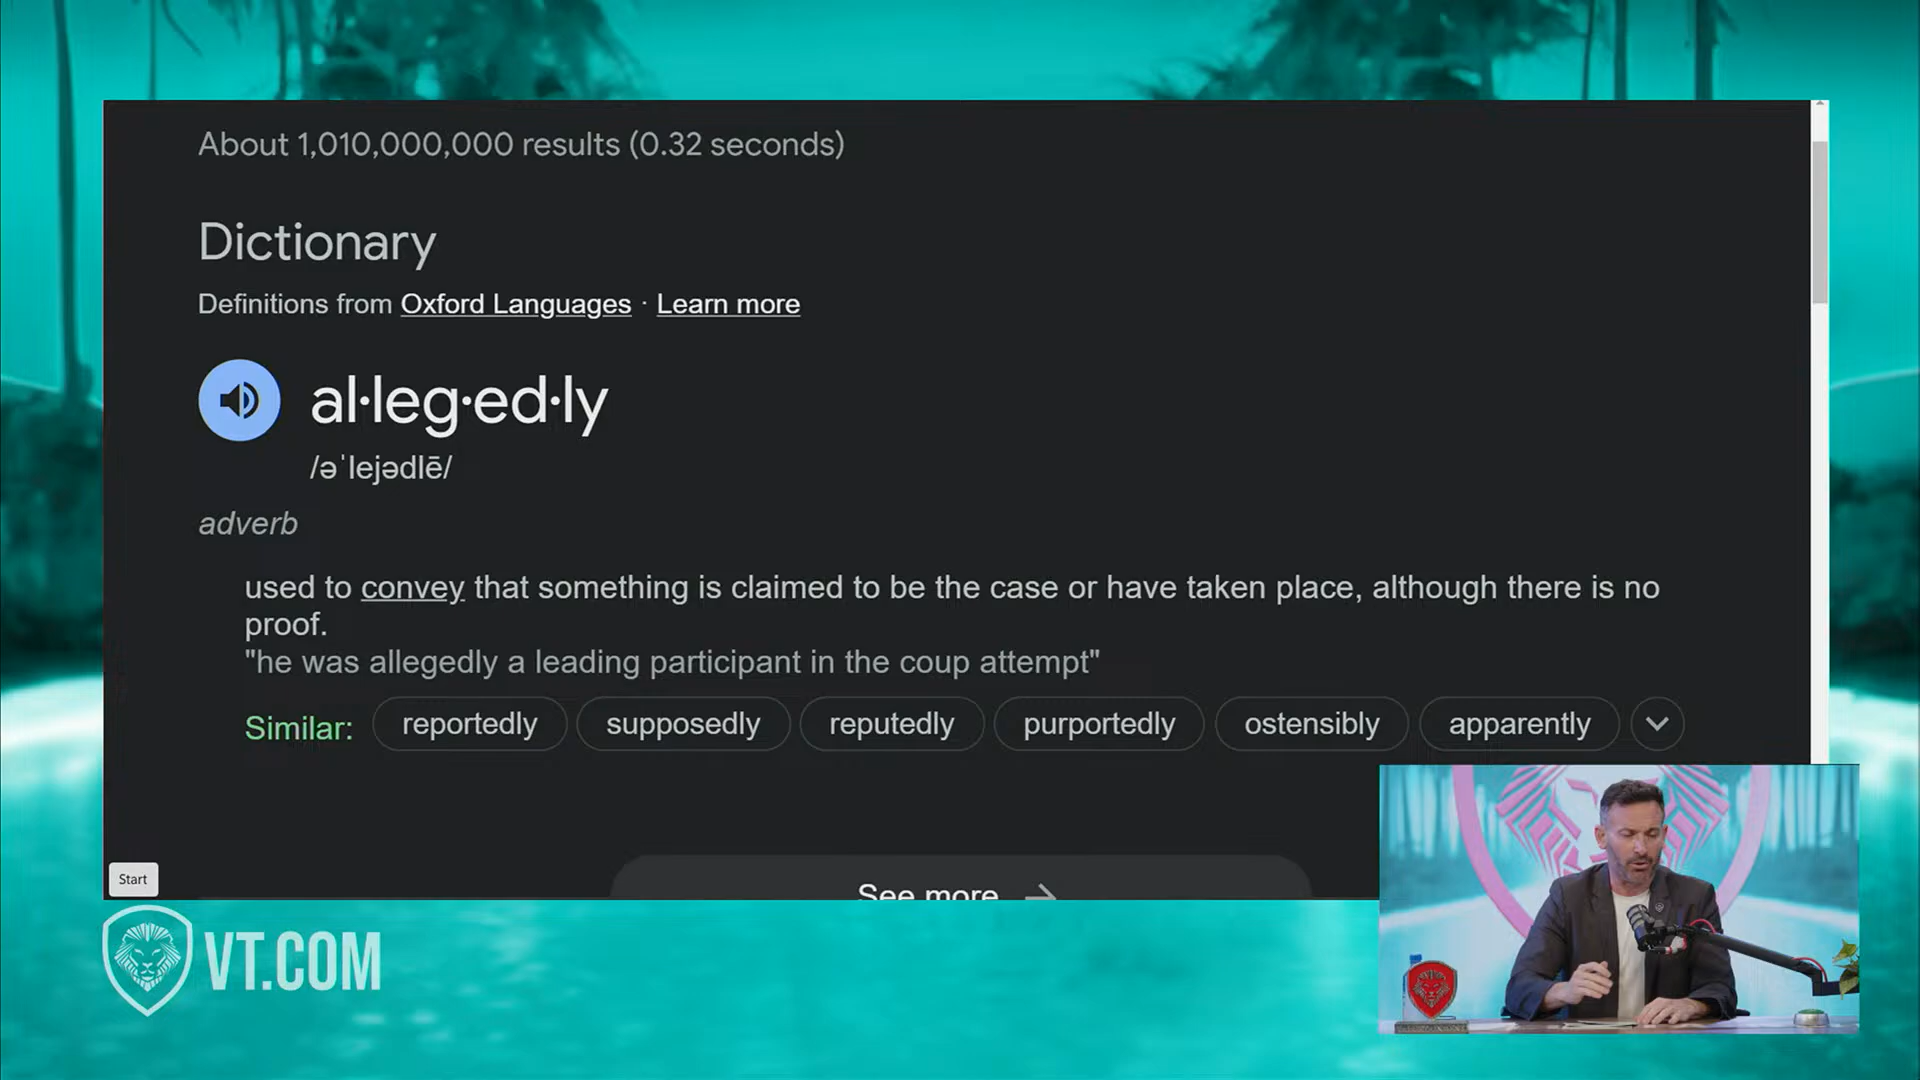 About 1,010,000,000 results (0.32 seconds)
Dictionary
Definitions from Oxford Languages · Learn more
al·leg·ed·ly
/əˈlejədlē/
adverb
used to convey that something is claimed to be the case or have taken place, although there is no
proof.
"he was allegedly a leading participant in the coup attempt"
Similar: reportedly supposedly reputedly purportedly ostensibly apparently
See more
Start
VT.COM